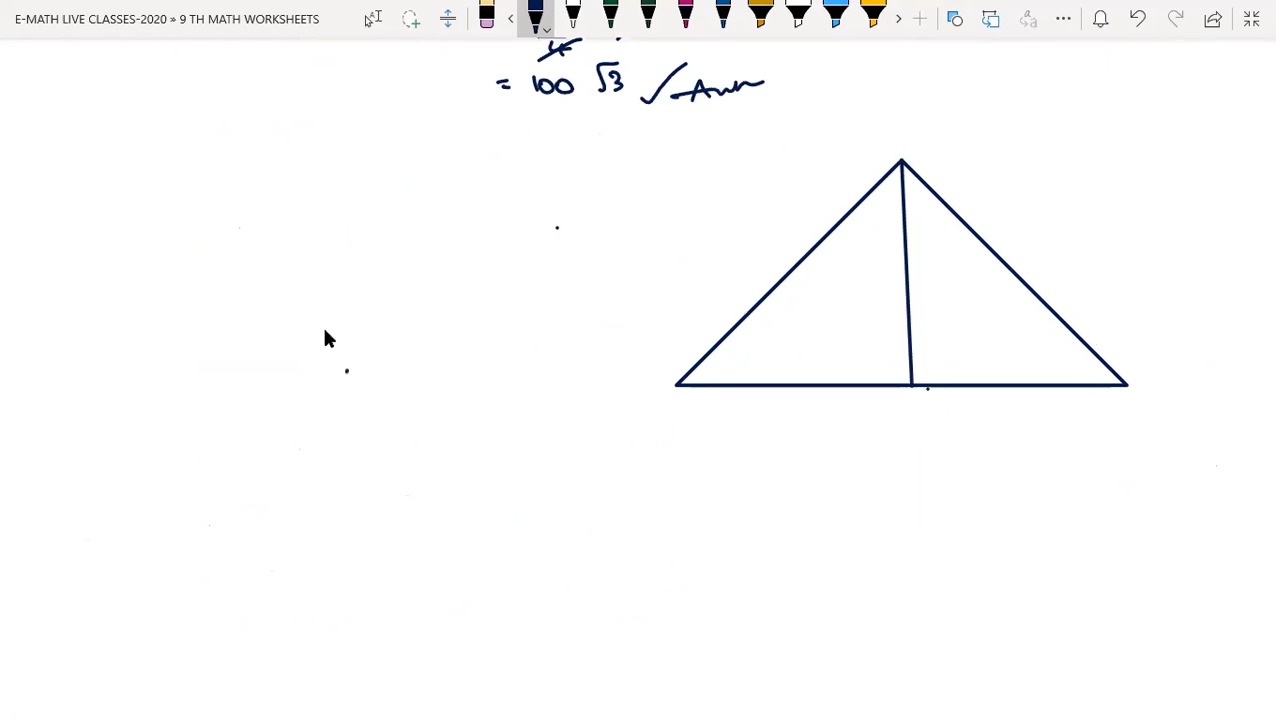 E-MATH LIVE CLASSES-2020 » 9 TH MATH WORKSHEETS
= 100 √3 ✓ Ans